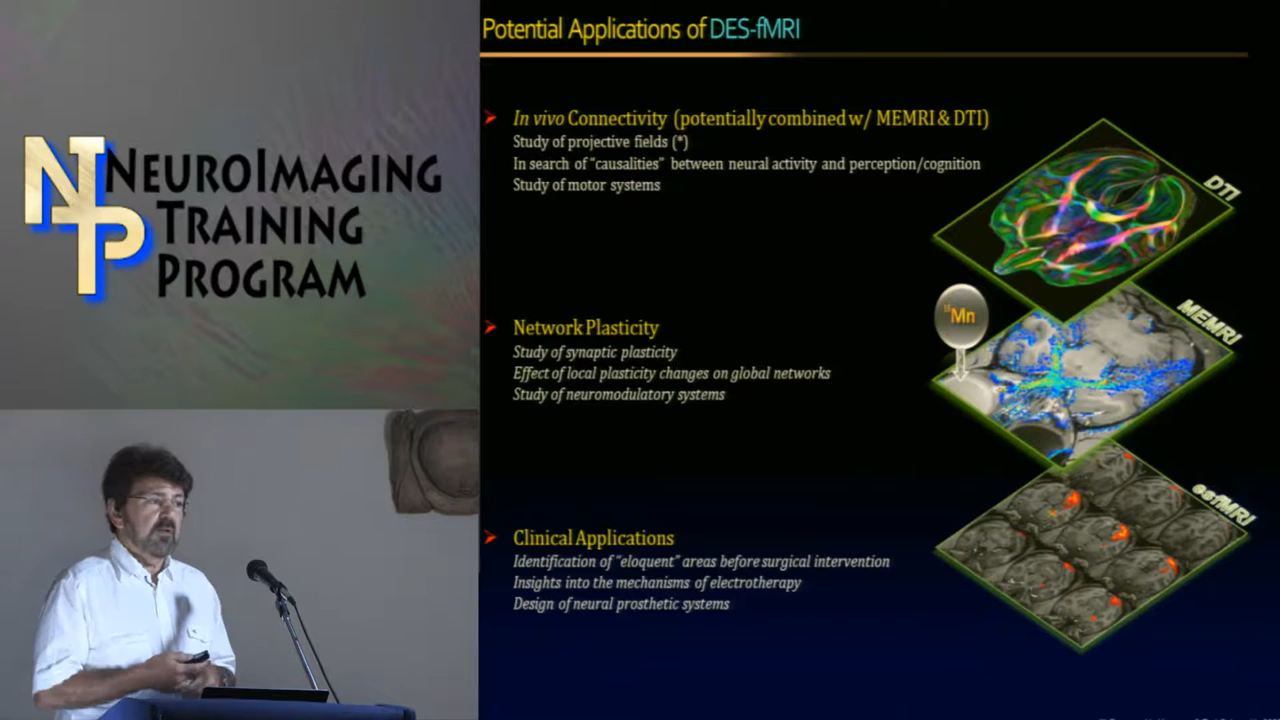 NEUROIMAGING
TRAINING
PROGRAM
NTP
Potential Applications of DES-fMRI
➤ In vivo Connectivity (potentially combined w/ MEMRI & DTI)
Study of projective fields (*)
In search of “causalities” between neural activity and perception/cognition
Study of motor systems
DTI
Mn
MEMRI
➤ Network Plasticity
Study of synaptic plasticity
Effect of local plasticity changes on global networks
Study of neuromodulatory systems
esfMRI
➤ Clinical Applications
Identification of “eloquent” areas before surgical intervention
Insights into the mechanisms of electrotherapy
Design of neural prosthetic systems